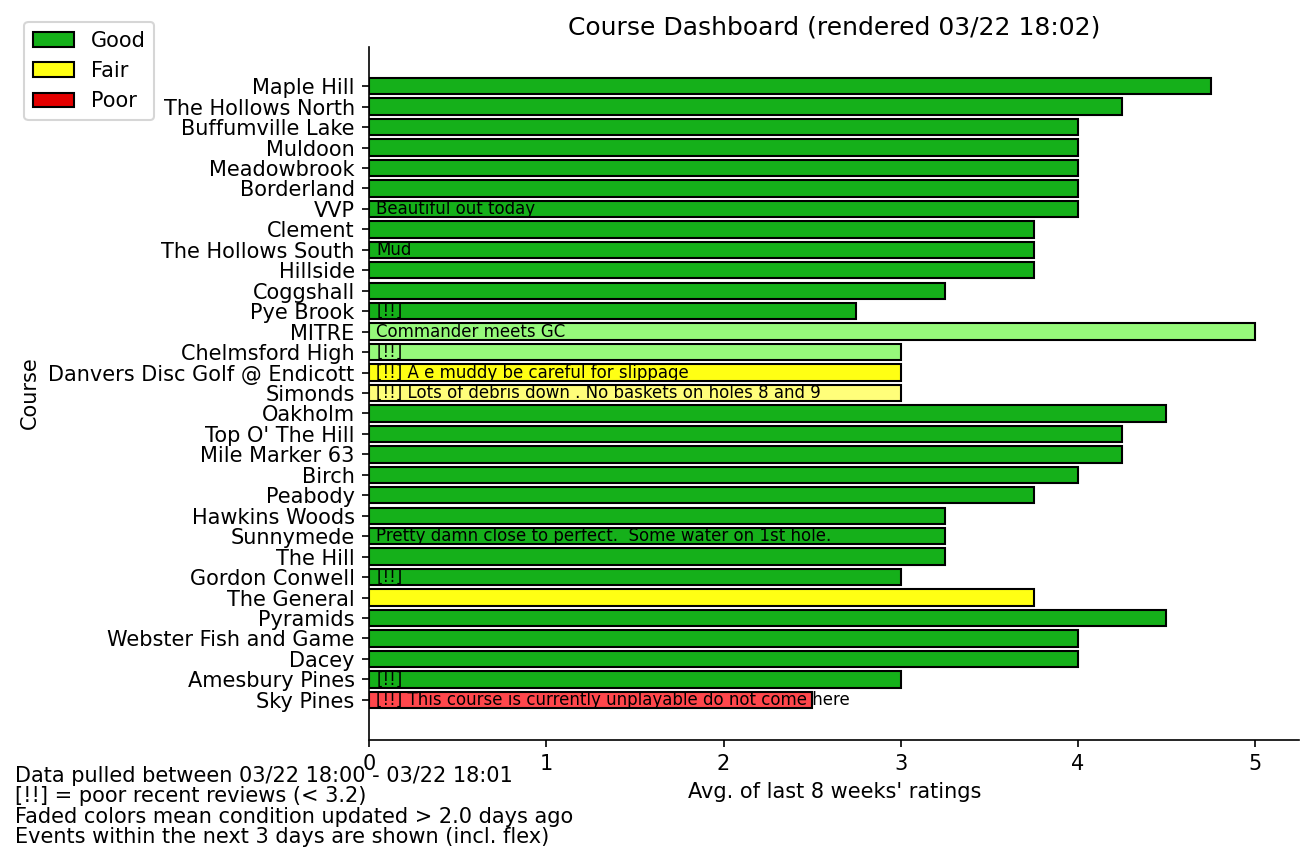 Course Dashboard (rendered 03/22 18:02)
Good
Fair
Poor
Course
Maple Hill
The Hollows North
Buffumville Lake
Muldoon
Meadowbrook
Borderland
VVP Beautiful out today
Clement
The Hollows South Mud
Hillside
Coggshall
Pye Brook [!!]
MITRE Commander meets GC
Chelmsford High [!!]
Danvers Disc Golf @ Endicott [!!] A e muddy be careful for slippage
Simonds [!!] Lots of debris down . No baskets on holes 8 and 9
Oakholm
Top O' The Hill
Mile Marker 63
Birch
Peabody
Hawkins Woods
Sunnymede Pretty damn close to perfect.  Some water on 1st hole.
The Hill
Gordon Conwell [!!]
The General
Pyramids
Webster Fish and Game
Dacey
Amesbury Pines [!!]
Sky Pines [!!] This course is currently unplayable do not come here
0 1 2 3 4 5
Avg. of last 8 weeks' ratings
Data pulled between 03/22 18:00 - 03/22 18:01
[!!] = poor recent reviews (< 3.2)
Faded colors mean condition updated > 2.0 days ago
Events within the next 3 days are shown (incl. flex)